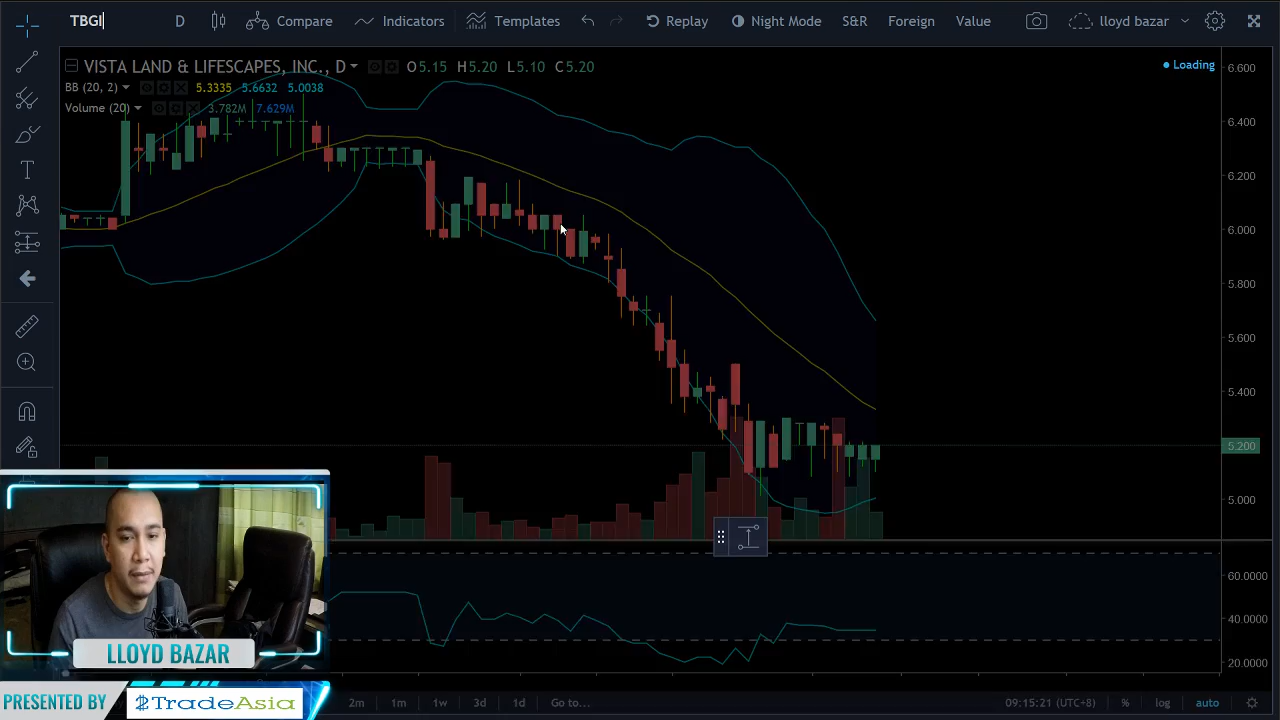 TBGI D Compare Indicators Templates Replay Night Mode S&R Foreign Value lloyd bazar
VISTA LAND & LIFESCAPES, INC., D O5.15 H5.20 L5.10 C5.20
Loading
BB (20, 2) 5.3335 5.6632 5.0038
Volume (20) 3.782M 7.629M
6.600
6.400
6.200
6.000
5.800
5.600
5.400
5.200
5.000
60.0000
40.0000
20.0000
LLOYD BAZAR
PRESENTED BY TradeAsia
2m 1m 1w 3d 1d Go to... 09:15:21 (UTC+8) % log auto